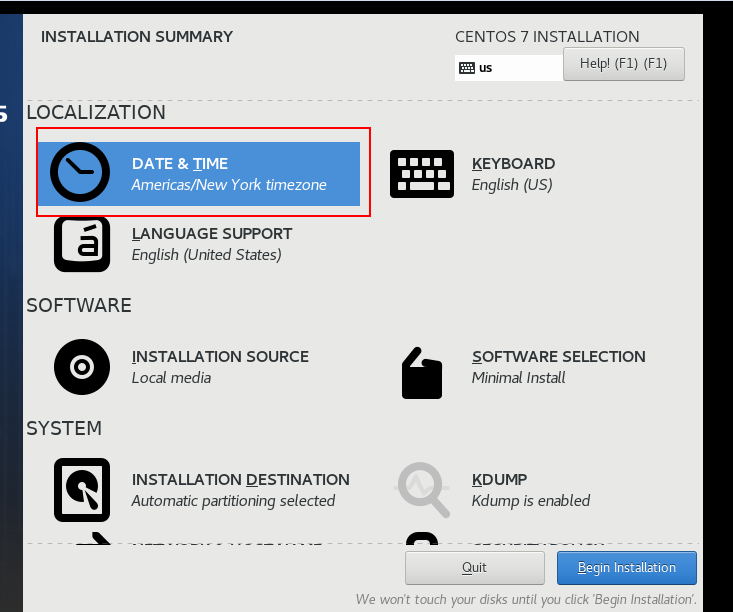 INSTALLATION SUMMARY
CENTOS 7 INSTALLATION
us
Help! (F1) (F1)
LOCALIZATION
DATE & TIME
Americas/New York timezone
KEYBOARD
English (US)
LANGUAGE SUPPORT
English (United States)
SOFTWARE
INSTALLATION SOURCE
Local media
SOFTWARE SELECTION
Minimal Install
SYSTEM
INSTALLATION DESTINATION
Automatic partitioning selected
KDUMP
Kdump is enabled
Quit
Begin Installation
We won't touch your disks until you click 'Begin Installation'.